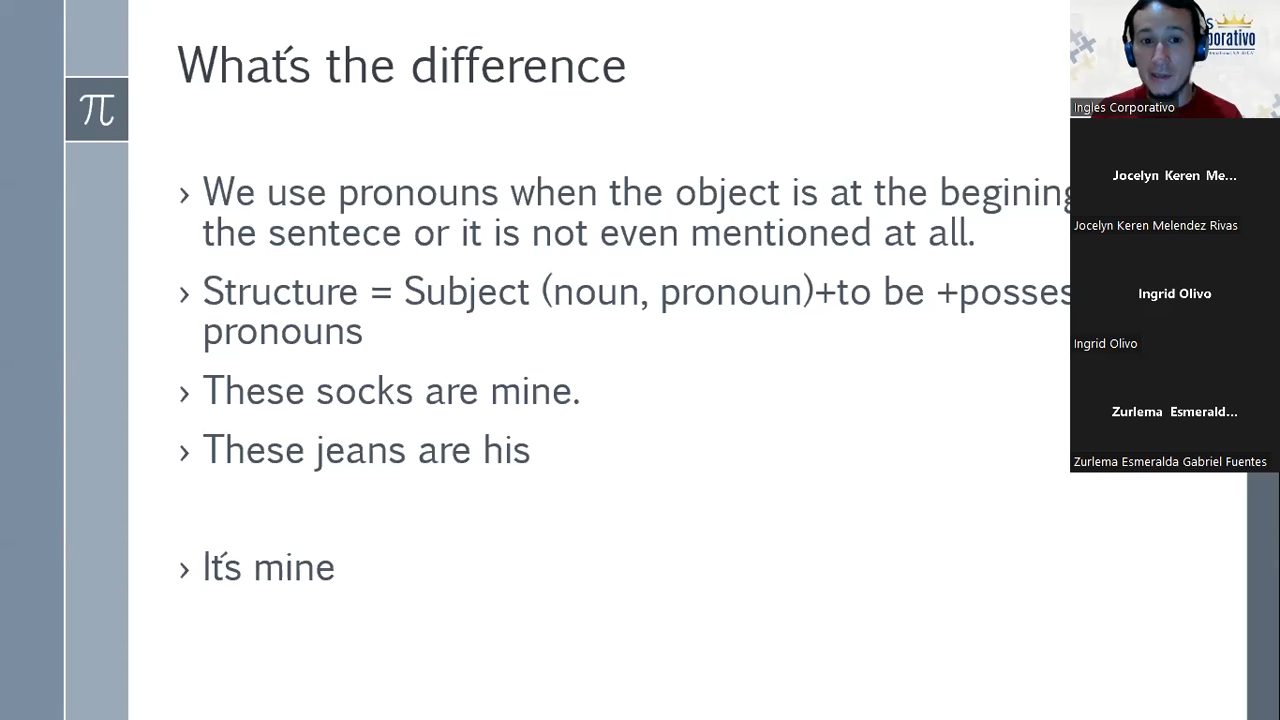 What´s the difference
π
› We use pronouns when the object is at the begining
the sentece or it is not even mentioned at all.
› Structure = Subject (noun, pronoun)+to be +posses
pronouns
› These socks are mine.
› These jeans are his
› It´s mine
Ingles Corporativo
Jocelyn Keren Me...
Jocelyn Keren Melendez Rivas
Ingrid Olivo
Ingrid Olivo
Zurlema Esmerald...
Zurlema Esmeralda Gabriel Fuentes